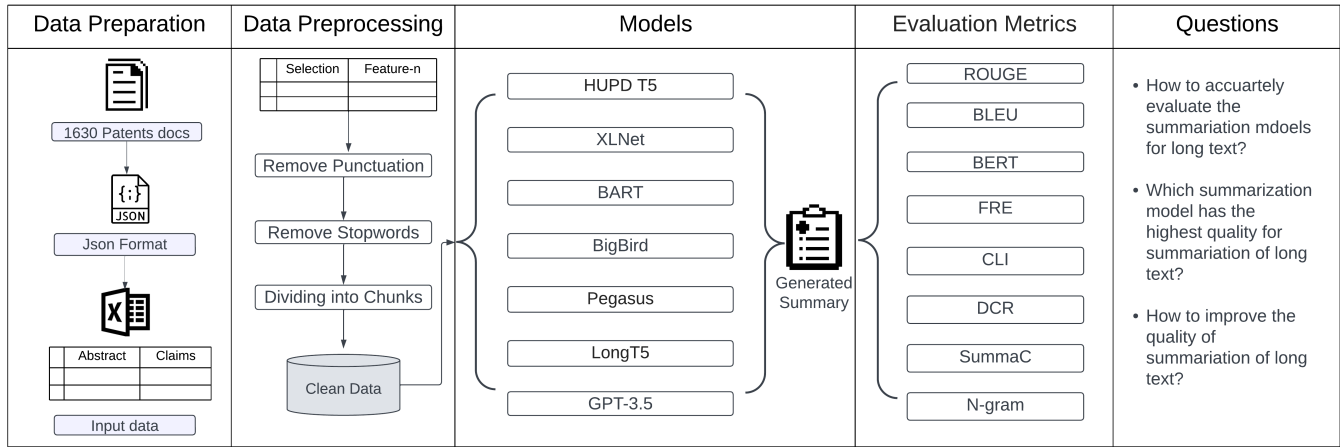 Data Preparation
1630 Patents docs
{;}
JSON
Json Format
X
Abstract Claims
Input data
Data Preprocessing
Selection Feature-n
Remove Punctuation
Remove Stopwords
Dividing into Chunks
Clean Data
Models
HUPD T5
XLNet
BART
BigBird
Pegasus
LongT5
GPT-3.5
Generated
Summary
Evaluation Metrics
ROUGE
BLEU
BERT
FRE
CLI
DCR
SummaC
N-gram
Questions
• How to accuartely
evaluate the
summariation mdoels
for long text?
• Which summarization
model has the
highest quality for
summariation of long
text?
• How to improve the
quality of
summariation of long
text?